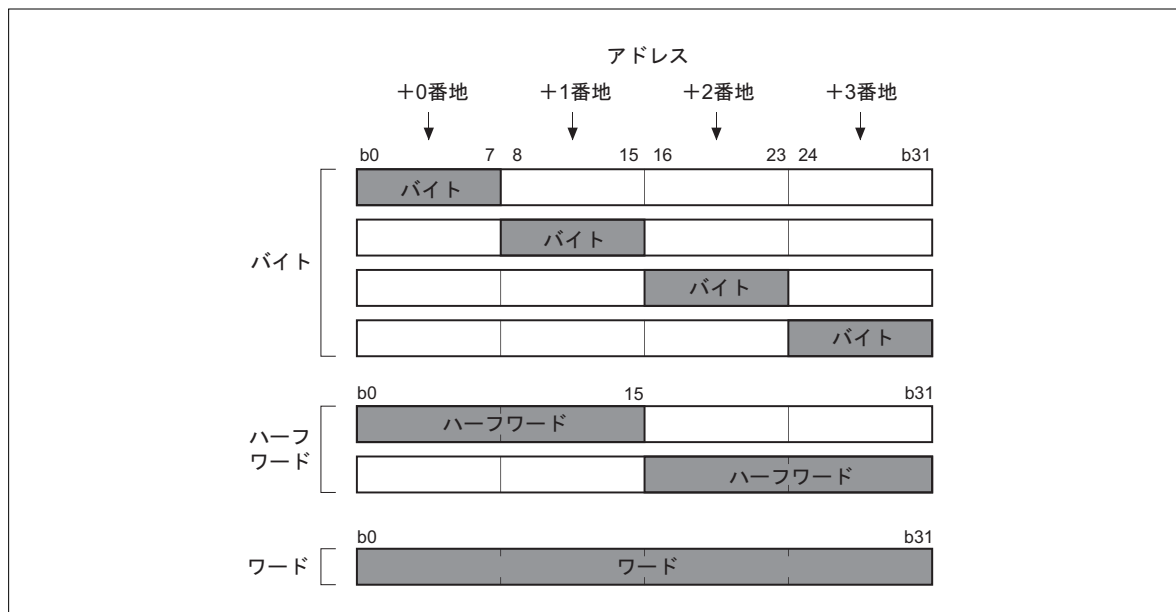 アドレス
+0番地 +1番地 +2番地 +3番地
b0 7 8 15 16 23 24 b31
バイト
バイト
バイト
バイト
バイト
b0 15 b31
ハーフワード
ハーフ
ワード
ハーフワード
b0 b31
ワード ワード